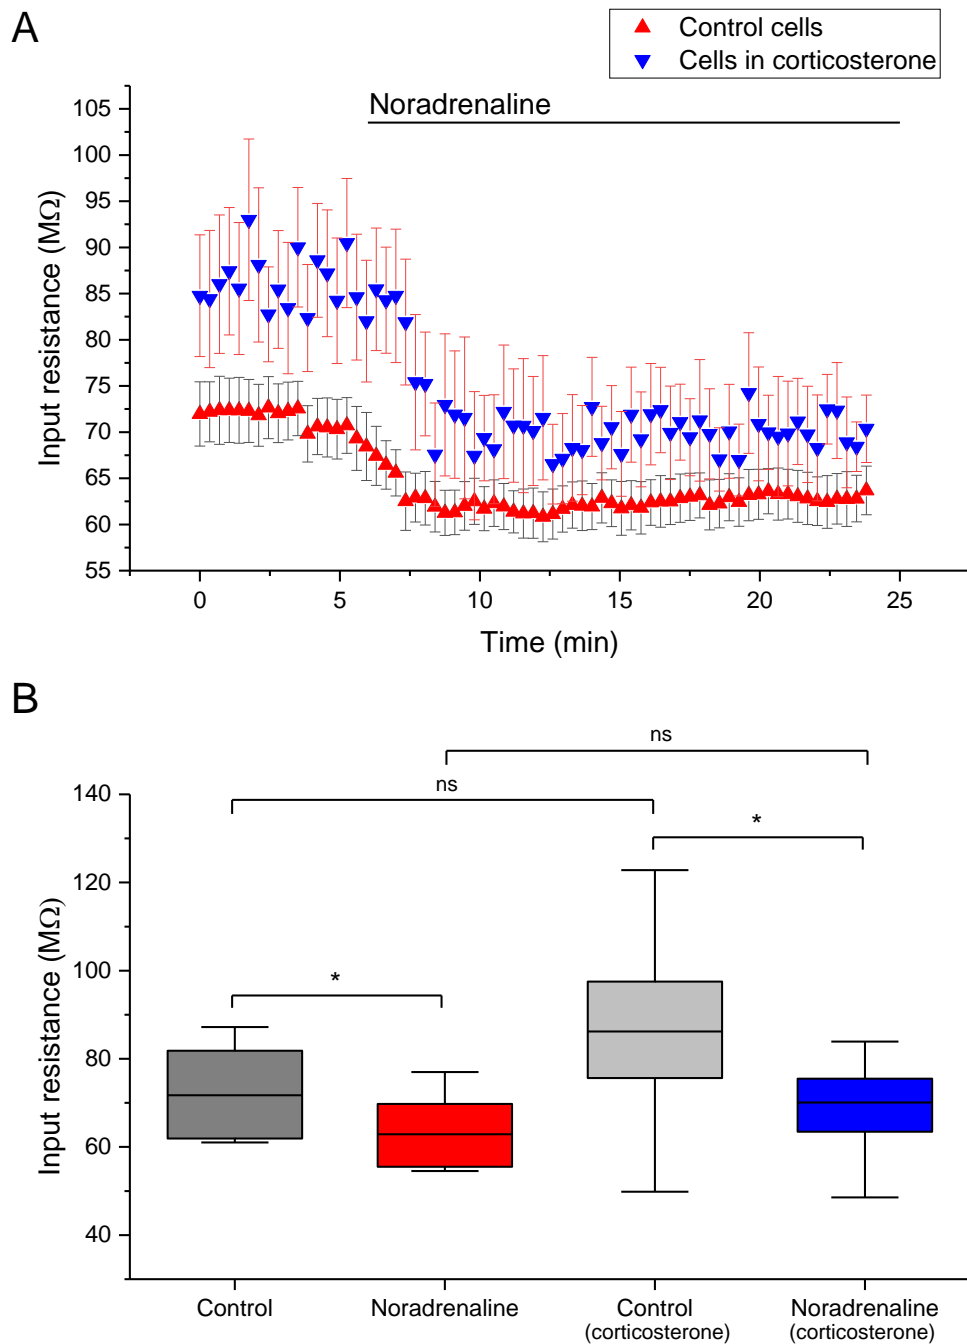 A
Control cells
Cells in corticosterone
Noradrenaline
105
100
95
90
85
80
75
70
65
60
55
Input resistance (MΩ)
0 5 10 15 20 25
Time (min)
B
ns
ns
*
*
140
120
100
80
60
40
Input resistance (MΩ)
Control Noradrenaline Control Noradrenaline
(corticosterone) (corticosterone)